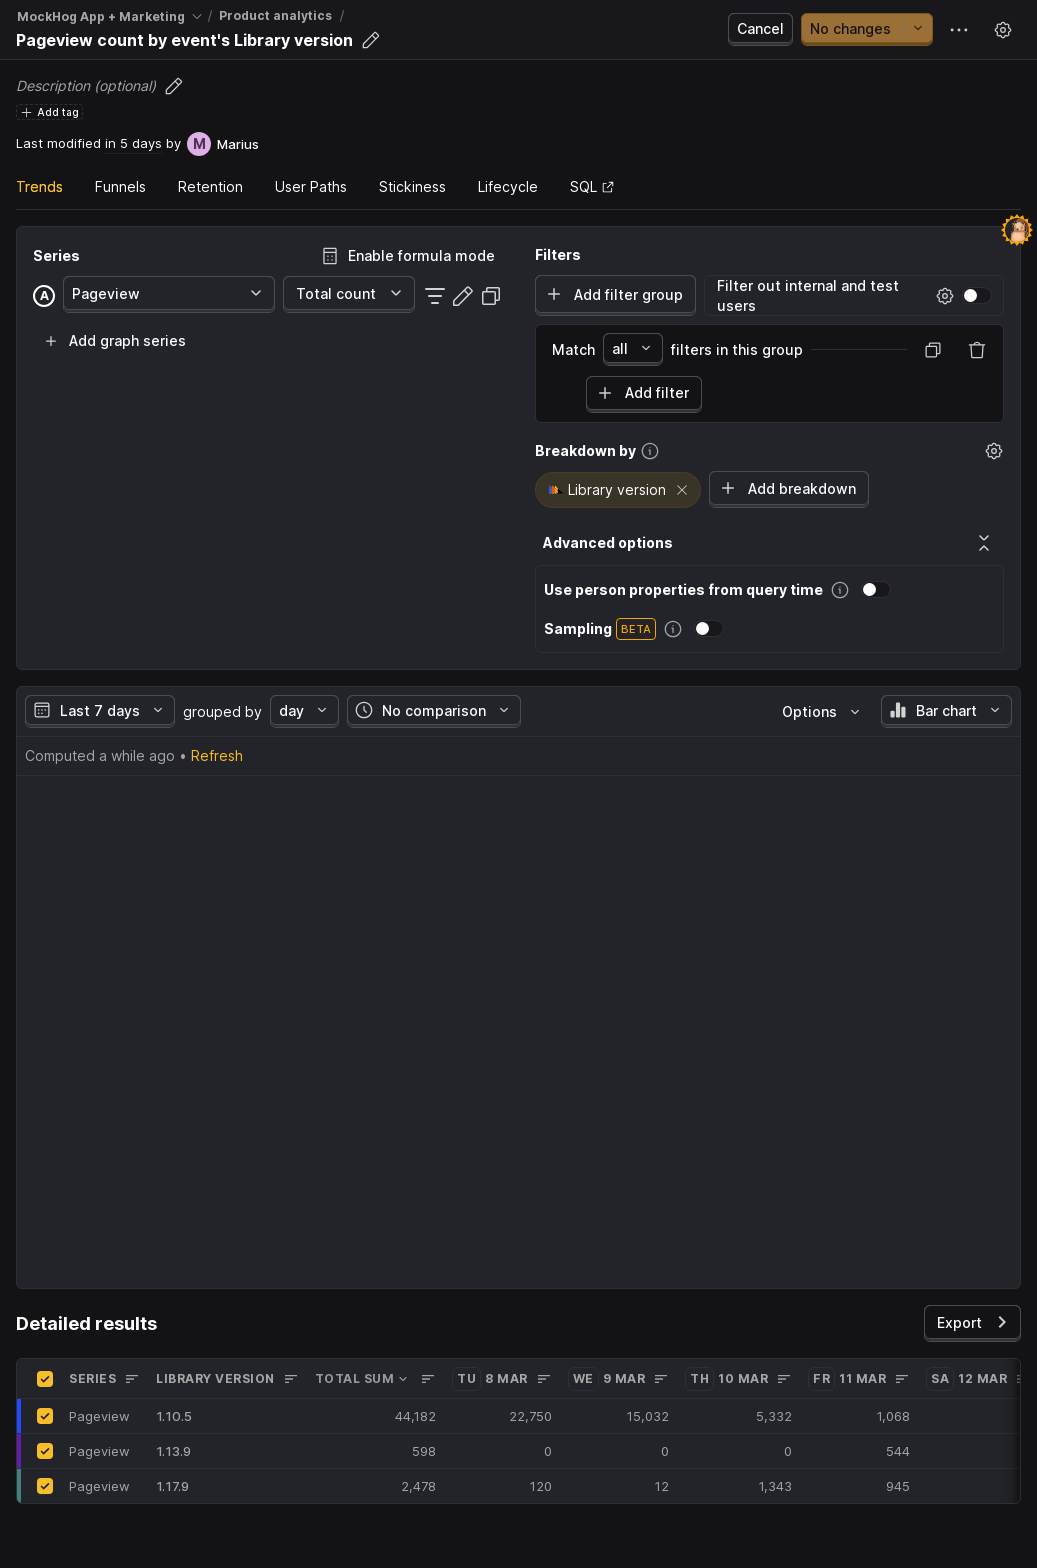 MockHog App + Marketing / Product analytics /
Pageview count by event's Library version
Cancel
No changes
Description (optional)
Add tag
Last modified in 5 days by M Marius
Trends Funnels Retention User Paths Stickiness Lifecycle SQL
Series
Enable formula mode
A Pageview Total count
Add graph series
Filters
Add filter group
Filter out internal and test users
Match all filters in this group
Add filter
Breakdown by
Library version
Add breakdown
Advanced options
Use person properties from query time
Sampling BETA
Last 7 days grouped by day No comparison Options Bar chart
Computed a while ago • Refresh
Detailed results
Export
SERIES LIBRARY VERSION TOTAL SUM TU 8 MAR WE 9 MAR TH 10 MAR FR 11 MAR SA 12 MAR
Pageview 1.10.5 44,182 22,750 15,032 5,332 1,068
Pageview 1.13.9 598 0 0 0 544
Pageview 1.17.9 2,478 120 12 1,343 945